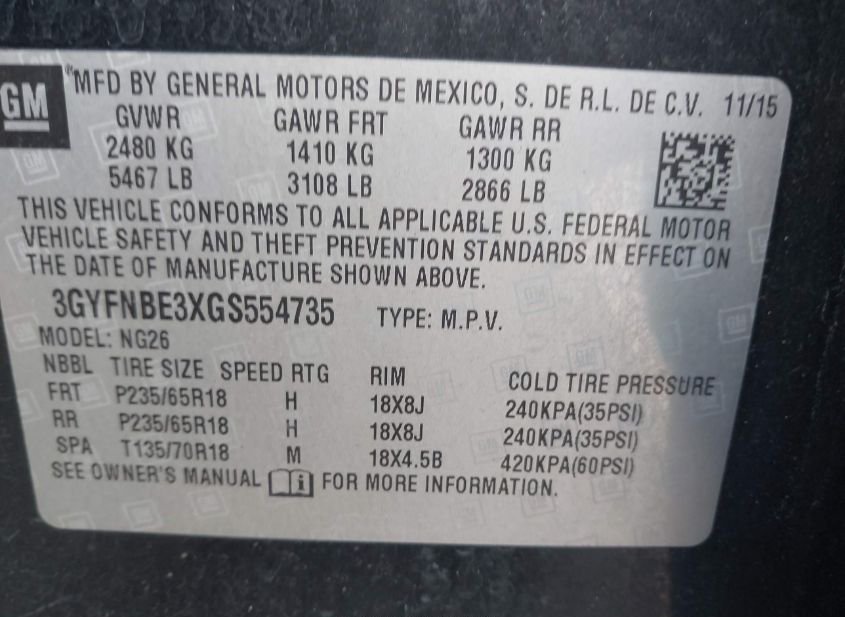 GM
®MFD BY GENERAL MOTORS DE MEXICO, S. DE R.L. DE C.V. 11/15
GVWR GAWR FRT GAWR RR
2480 KG 1410 KG 1300 KG
5467 LB 3108 LB 2866 LB
THIS VEHICLE CONFORMS TO ALL APPLICABLE U.S. FEDERAL MOTOR
VEHICLE SAFETY AND THEFT PREVENTION STANDARDS IN EFFECT ON
THE DATE OF MANUFACTURE SHOWN ABOVE.
3GYFNBE3XGS554735 TYPE: M.P.V.
MODEL: NG26
NBBL TIRE SIZE SPEED RTG RIM COLD TIRE PRESSURE
FRT P235/65R18 H 18X8J 240KPA(35PSI)
RR P235/65R18 H 18X8J 240KPA(35PSI)
SPA T135/70R18 M 18X4.5B 420KPA(60PSI)
SEE OWNER'S MANUAL i FOR MORE INFORMATION.